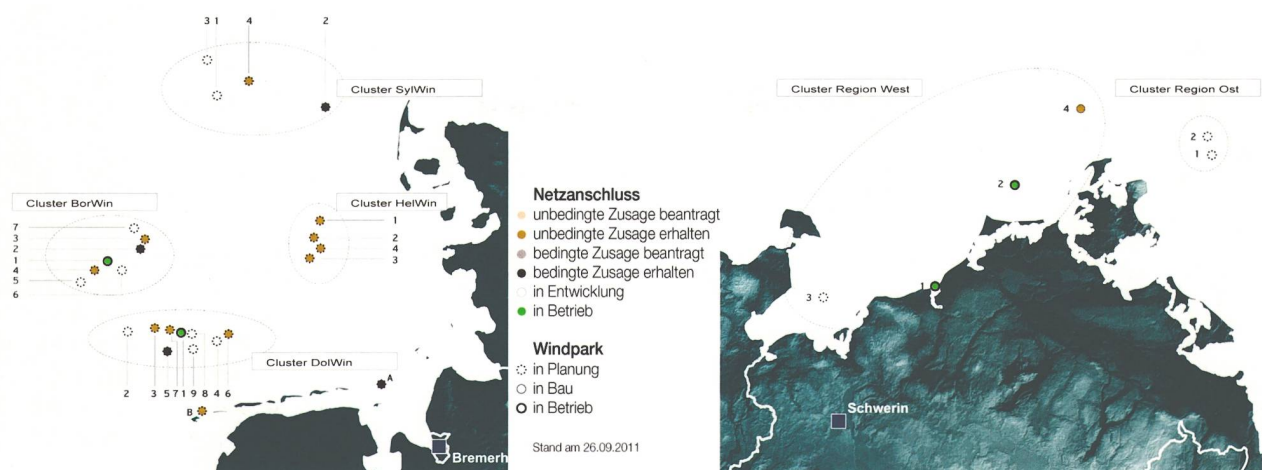 3 1 4 2
Cluster SylWin
Cluster BorWin
7
3
2
1
4
5
6
Cluster HelWin
1
2
4
3
Cluster DolWin
2 3 5 7 1 9 8 4 6
A
B
Bremerh
Netzanschluss
unbedingte Zusage beantragt
unbedingte Zusage erhalten
bedingte Zusage beantragt
bedingte Zusage erhalten
in Entwicklung
in Betrieb
Windpark
in Planung
in Bau
in Betrieb
Stand am 26.09.2011
Cluster Region West
Cluster Region Ost
4
2
1
2
1
3
Schwerin